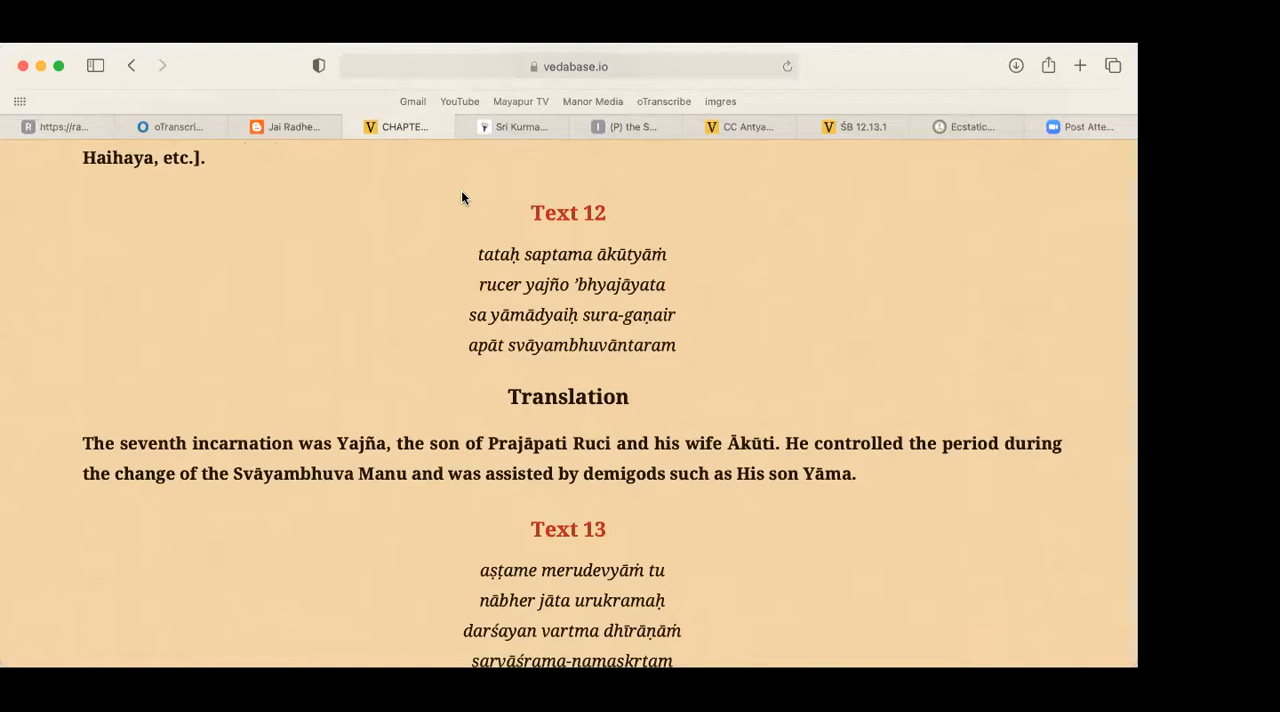 vedabase.io
Gmail YouTube Mayapur TV Manor Media oTranscribe imgres
https://ra... oTranscri... Jai Radhe... CHAPTE... Sri Kurma... (P) the S... CC Antya... ŚB 12.13.1 Ecstatic... Post Atte...
Haihaya, etc.].
Text 12
tataḥ saptama ākūtyāṁ
rucer yajño ’bhyajāyata
sa yāmādyaiḥ sura-gaṇair
apāt svāyambhuvāntaram
Translation
The seventh incarnation was Yajña, the son of Prajāpati Ruci and his wife Ākūti. He controlled the period during
the change of the Svāyambhuva Manu and was assisted by demigods such as His son Yāma.
Text 13
aṣṭame merudevyāṁ tu
nābher jāta urukramaḥ
darśayan vartma dhīrāṇāṁ
sarvāśrama-namaskṛtam